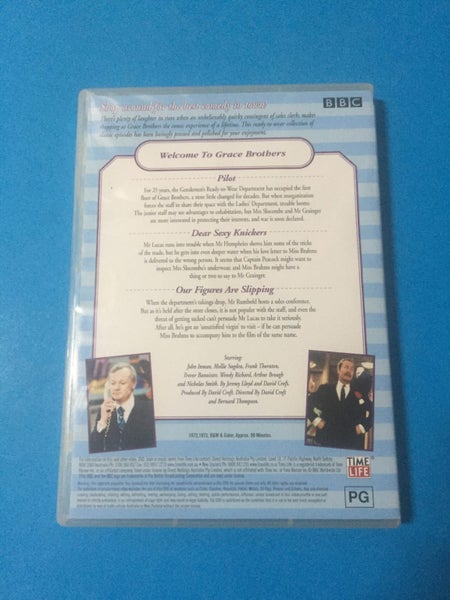 Shop around for the best comedy in town
There's plenty of laughter in store when an unbelievably quirky contingent of sales clerks makes
shopping at Grace Brothers the comic experience of a lifetime. This ready-to-wear collection of
classic episodes has been lovingly pressed and polished for your enjoyment.
BBC
Welcome To Grace Brothers
Pilot
For 25 years, the Gentlemen's Ready-to-Wear Department has occupied the first
floor of Grace Brothers, a store little changed for decades. But when reorganisation
forces the staff to share their space with the Ladies' Department, trouble looms.
The junior staff may see advantages to cohabitation, but Mrs Slocombe and Mr Grainger
are more interested in protecting their interests, and war is soon declared.
Dear Sexy Knickers
Mr Lucas runs into trouble when Mr Humphries shows him some of the tricks
of the trade, but he gets into even deeper water when his love letter to Miss Brahms
is delivered to the wrong person. It seems that Captain Peacock might want to
inspect Mrs Slocombe's underwear, and Miss Brahms might have a
thing or two to say to Mr Grainger.
Our Figures Are Slipping
When the department's takings drop, Mr Rumbold hosts a sales conference.
But as it's held after the store closes, it is not popular with the staff, and even the
threat of getting sacked can't persuade Mr Lucas to take it seriously.
After all, he's got an 'unsatisfied virgin' to visit – if he can persuade
Miss Brahms to accompany him to the film of the same name.
Starring:
John Inman, Mollie Sugden, Frank Thornton,
Trevor Bannister, Wendy Richard, Arthur Brough
and Nicholas Smith. By Jeremy Lloyd and David Croft.
Produced By David Croft. Directed By David Croft
and Bernard Thompson.
1972,1973, B&W & Color, Approx. 90 Minutes.
TIME
LIFE
PG